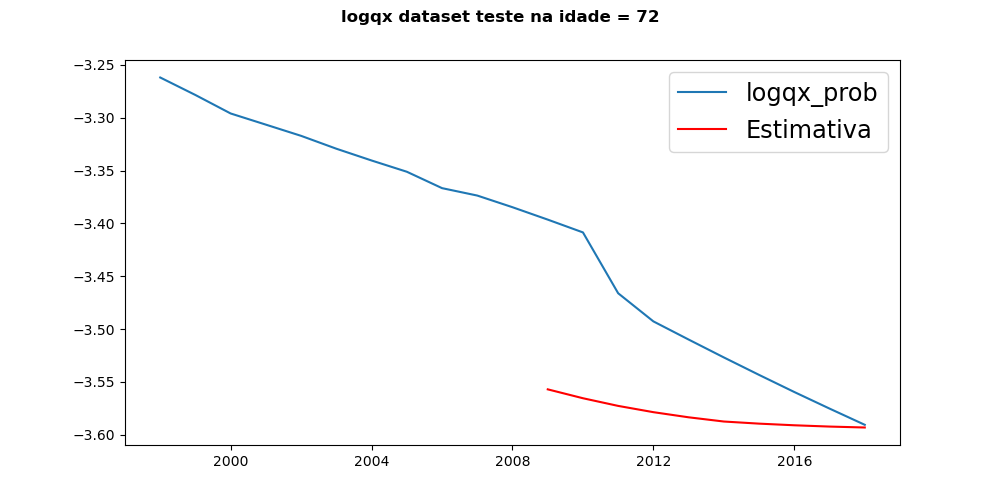 logqx dataset teste na idade = 72
logqx_prob
Estimativa
−3.25
−3.30
−3.35
−3.40
−3.45
−3.50
−3.55
−3.60
2000 2004 2008 2012 2016